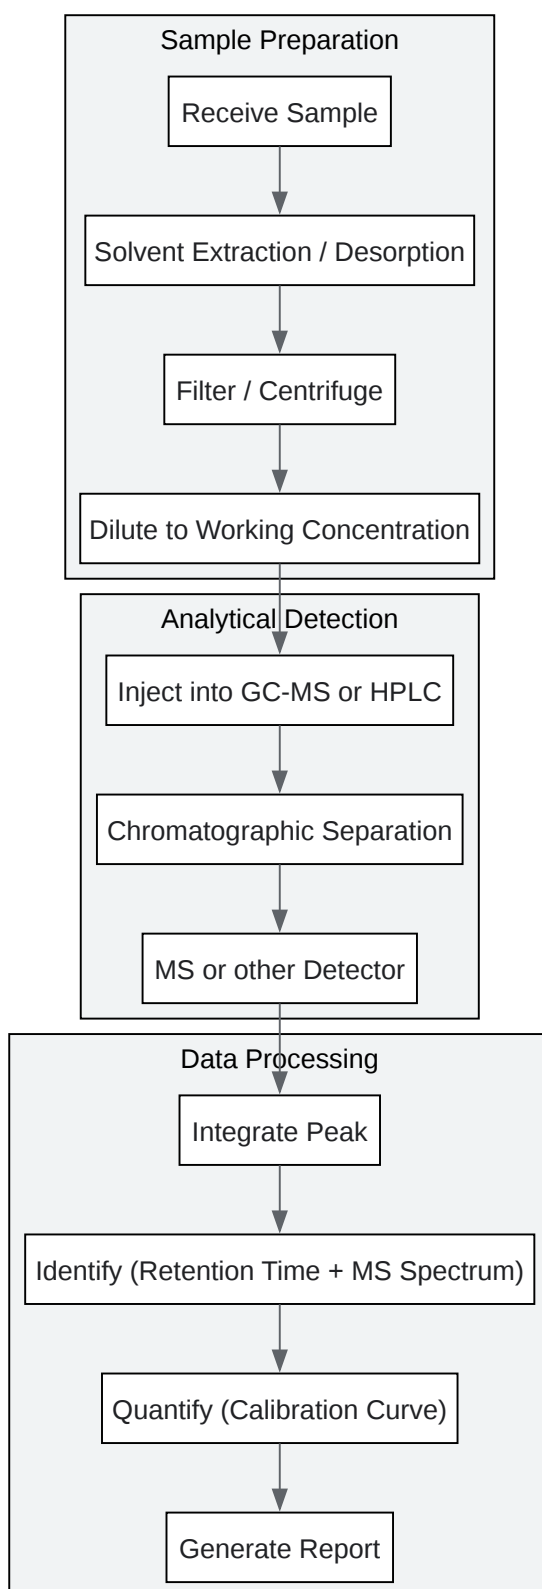 Sample Preparation
Receive Sample
Solvent Extraction / Desorption
Filter / Centrifuge
Dilute to Working Concentration
Analytical Detection
Inject into GC-MS or HPLC
Chromatographic Separation
MS or other Detector
Data Processing
Integrate Peak
Identify (Retention Time + MS Spectrum)
Quantify (Calibration Curve)
Generate Report